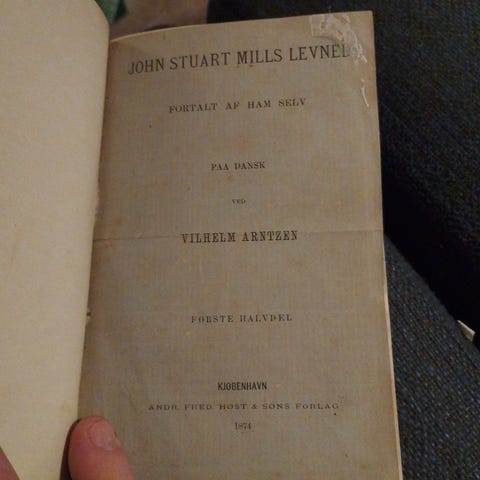 JOHN STUART MILLS LEVNED
FORTALT AF HAM SELV
PAA DANSK
VED
VILHELM ARNTZEN
FØRSTE HALVDEL
KJØBENHAVN
ANDR. FRED. HØST & SØNS FORLAG
1874